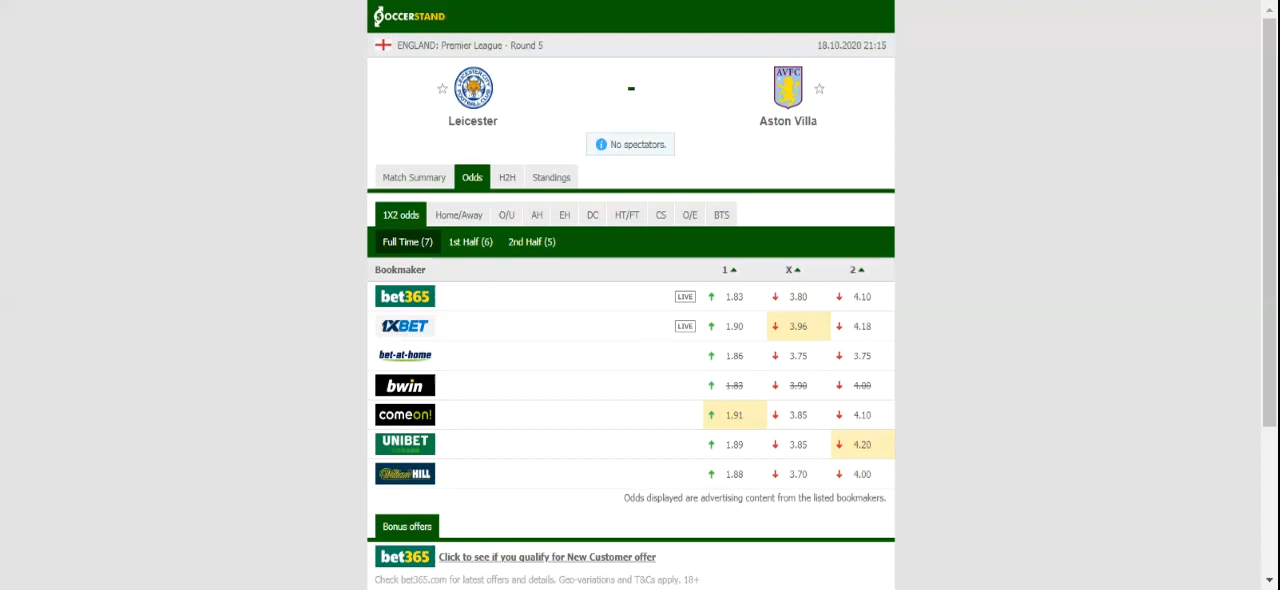 SOCCERSTAND
ENGLAND: Premier League - Round 5 18.10.2020 21:15
AVFC
Leicester - Aston Villa
No spectators.
Match Summary Odds H2H Standings
1X2 odds Home/Away O/U AH EH DC HT/FT CS O/E BTS
Full Time (7) 1st Half (6) 2nd Half (5)
Bookmaker 1 X 2
bet365 LIVE 1.83 3.80 4.10
1XBET LIVE 1.90 3.96 4.18
bet-at-home 1.86 3.75 3.75
bwin 1.83 3.90 4.00
comeon! 1.91 3.85 4.10
UNIBET 1.89 3.85 4.20
William HILL 1.88 3.70 4.00
Odds displayed are advertising content from the listed bookmakers.
Bonus offers
bet365 Click to see if you qualify for New Customer offer
Check bet365.com for latest offers and details. Geo-variations and T&Cs apply. 18+